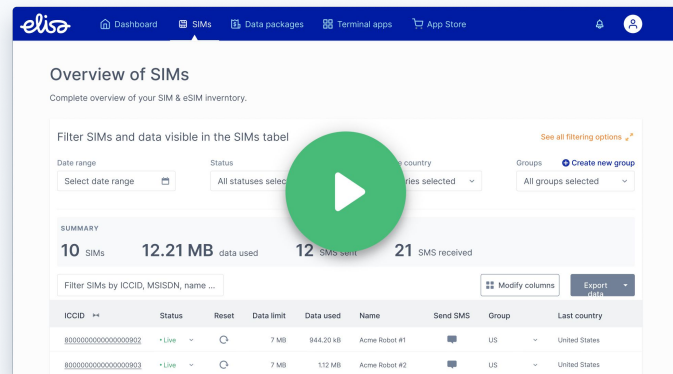 elisa
Dashboard SIMs Data packages Terminal apps App Store
Overview of SIMs
Complete overview of your SIM & eSIM inverntory.
Filter SIMs and data visible in the SIMs tabel See all filtering options
Date range Status country Groups Create new group
Select date range All statuses selec selected All groups selected
SUMMARY
10 SIMs 12.21 MB data used 12 SMS sent 21 SMS received
Filter SIMs by ICCID, MSISDN, name ... Modify columns Export data
ICCID Status Reset Data limit Data used Name Send SMS Group Last country
8000000000000000902 Live 7 MB 944.20 kB Acme Robot #1 US United States
8000000000000000903 Live 7 MB 1.12 MB Acme Robot #2 US United States